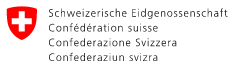 Schweizerische Eidgenossenschaft
Confédération suisse
Confederazione Svizzera
Confederaziun svizra